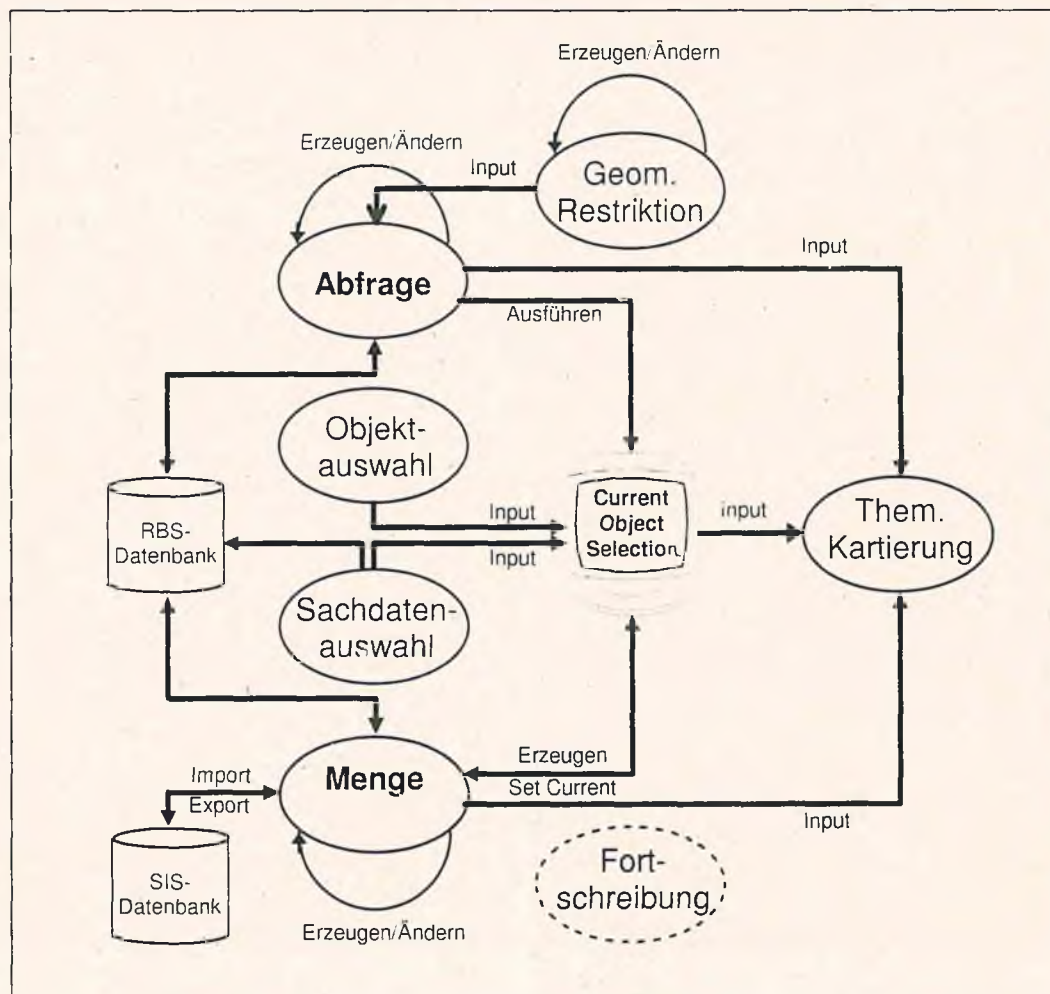 Erzeugen/Ändern
Erzeugen/Ändern
Input
Geom.
Restriktion
Input
Abfrage
Ausführen
Objekt-
auswahl
RBS-
Datenbank
Input
Input
Current
Object
Selection
input
Them.
Kartierung
Sachdaten-
auswahl
Import
Export
Menge
Erzeugen
Set Current
Input
SIS-
Datenbank
Fort-
schreibung
Erzeugen/Ändern